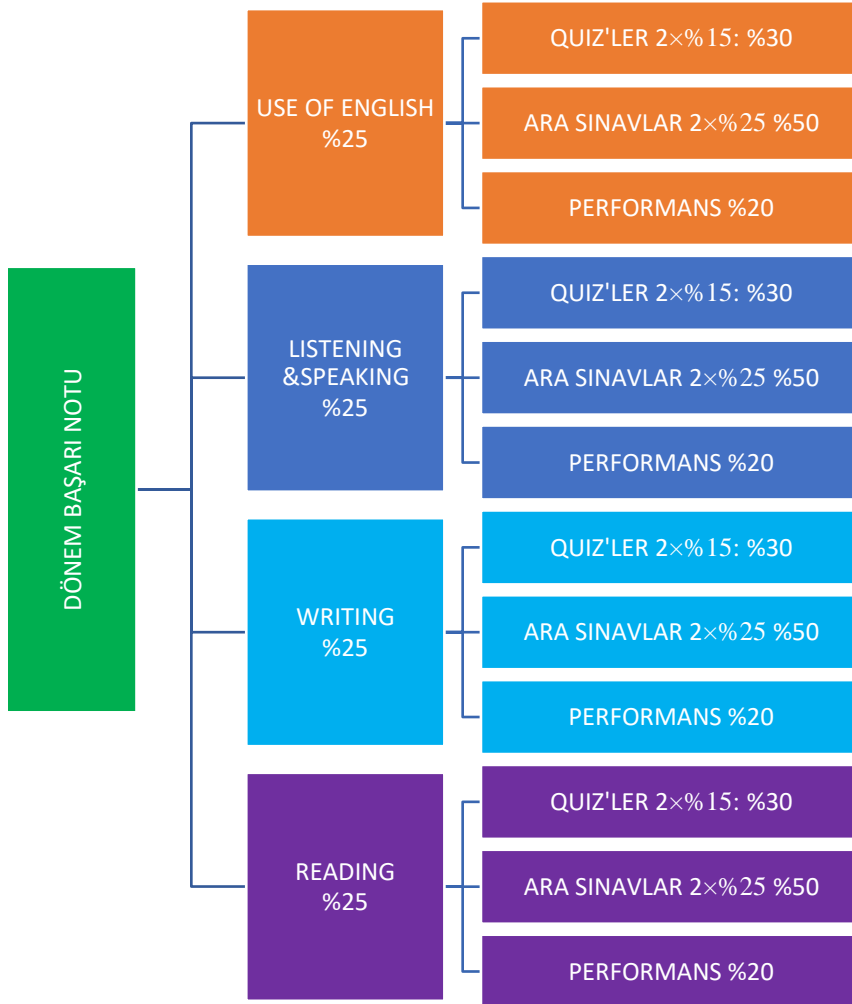 DÖNEM BAŞARI NOTU
USE OF ENGLISH
%25
QUIZ'LER 2×%15: %30
ARA SINAVLAR 2×%25 %50
PERFORMANS %20
LISTENING
&SPEAKING
%25
QUIZ'LER 2×%15: %30
ARA SINAVLAR 2×%25 %50
PERFORMANS %20
WRITING
%25
QUIZ'LER 2×%15: %30
ARA SINAVLAR 2×%25 %50
PERFORMANS %20
READING
%25
QUIZ'LER 2×%15: %30
ARA SINAVLAR 2×%25 %50
PERFORMANS %20